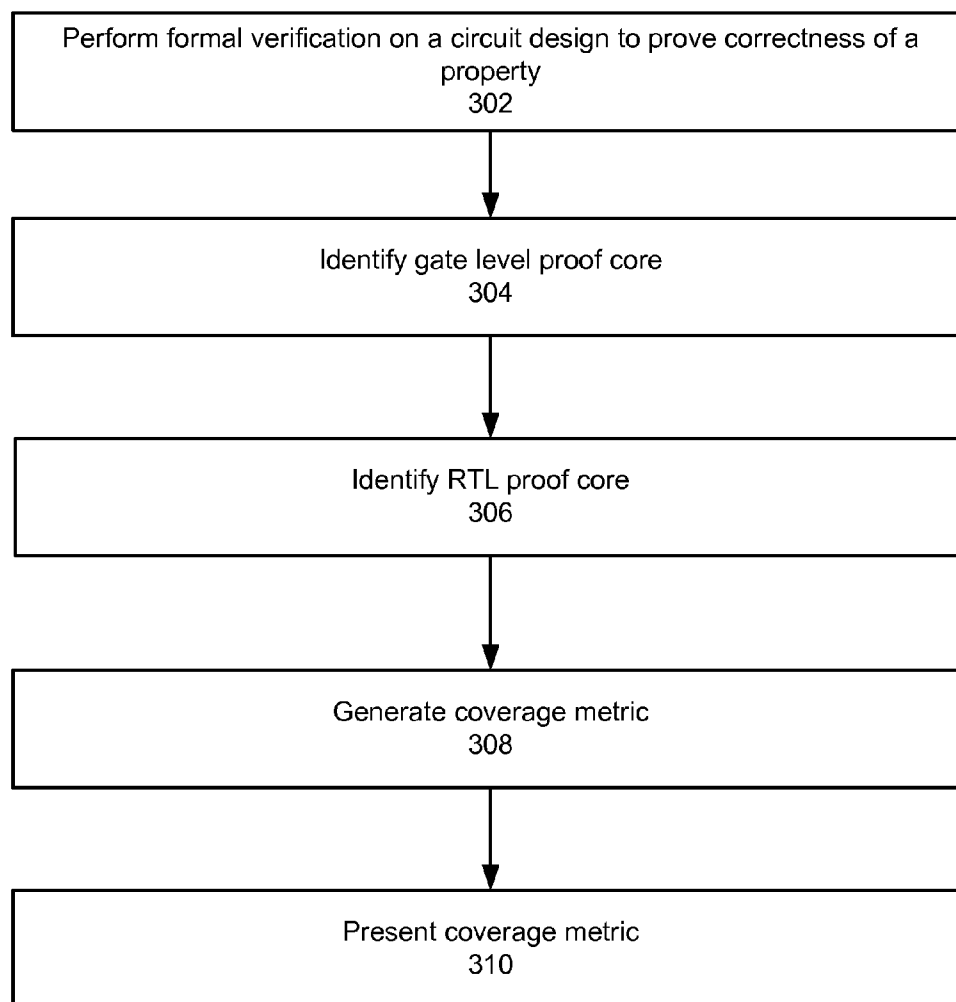 Perform formal verification on a circuit design to prove correctness of a
property
302
Identify gate level proof core
304
Identify RTL proof core
306
Generate coverage metric
308
Present coverage metric
310